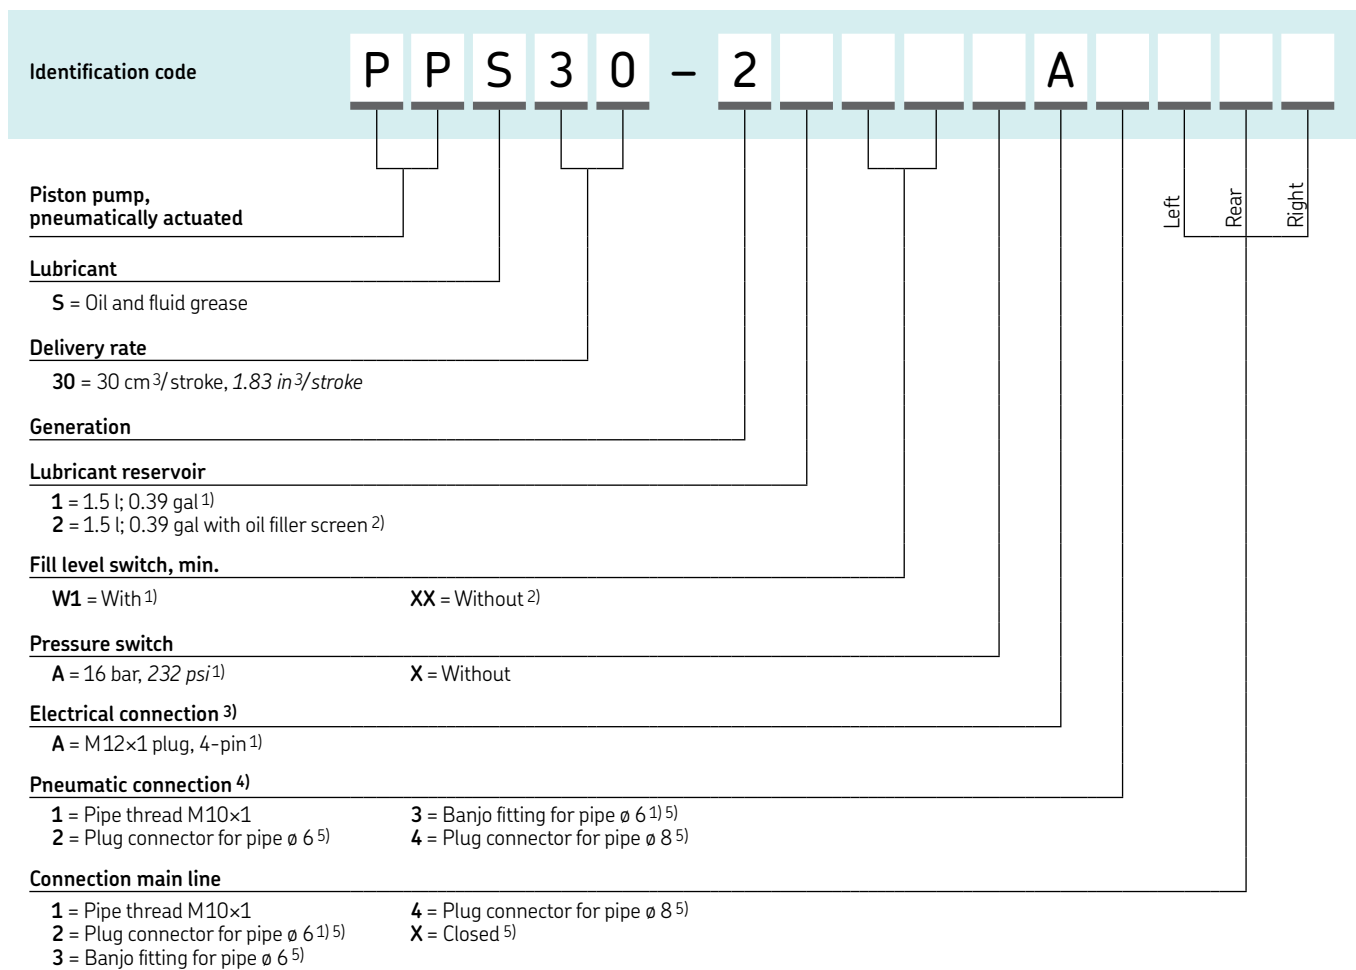 Identification code P P S 3 0 – 2 A
Left Rear Right
Piston pump,
pneumatically actuated
Lubricant
S = Oil and fluid grease
Delivery rate
30 = 30 cm3/stroke, 1.83 in3/stroke
Generation
Lubricant reservoir
1 = 1.5 l; 0.39 gal 1)
2 = 1.5 l; 0.39 gal with oil filler screen 2)
Fill level switch, min.
W1 = With 1) XX = Without 2)
Pressure switch
A = 16 bar, 232 psi 1) X = Without
Electrical connection 3)
A = M12×1 plug, 4-pin 1)
Pneumatic connection 4)
1 = Pipe thread M10×1 3 = Banjo fitting for pipe ø 6 1) 5)
2 = Plug connector for pipe ø 6 5) 4 = Plug connector for pipe ø 8 5)
Connection main line
1 = Pipe thread M10×1 4 = Plug connector for pipe ø 8 5)
2 = Plug connector for pipe ø 6 1) 5) X = Closed 5)
3 = Banjo fitting for pipe ø 6 5)